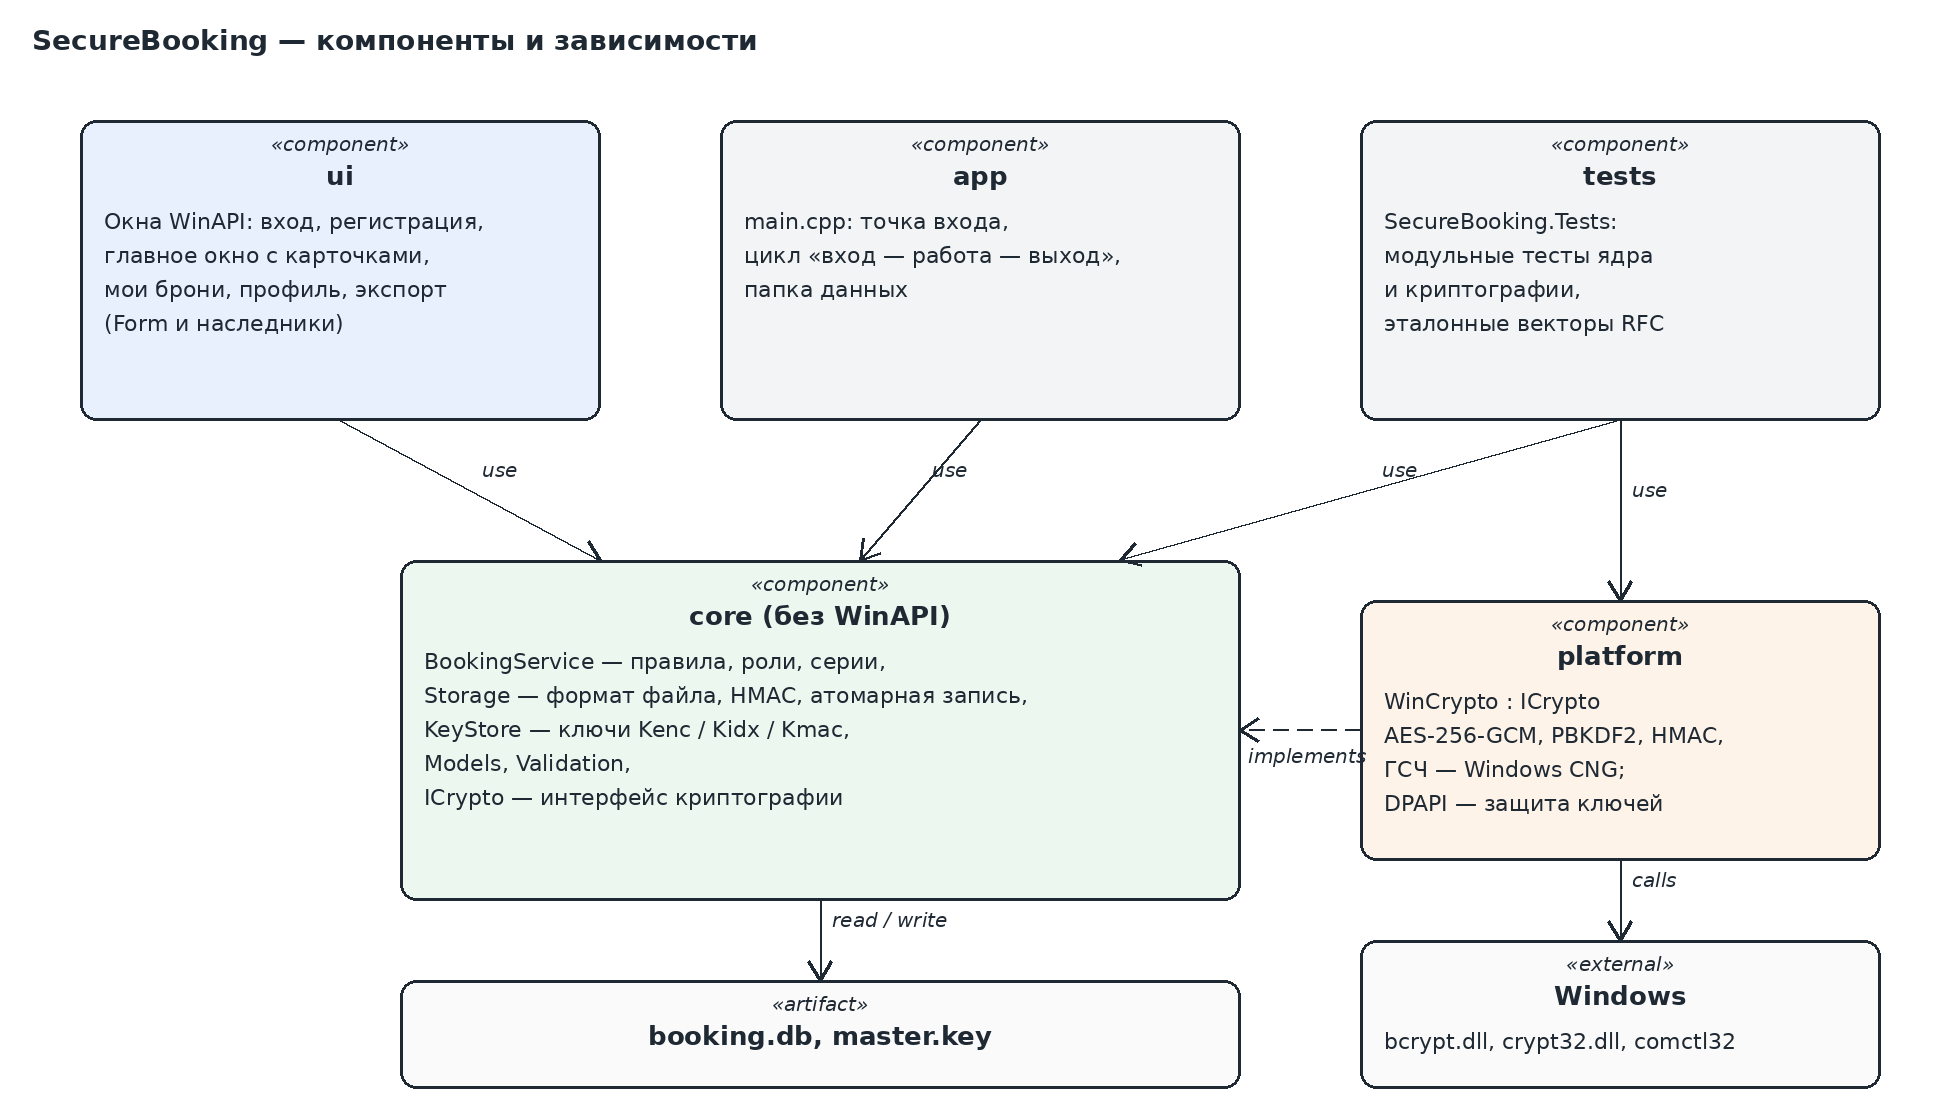 SecureBooking — компоненты и зависимости
«component»
ui
Окна WinAPI: вход, регистрация,
главное окно с карточками,
мои брони, профиль, экспорт
(Form и наследники)
«component»
app
main.cpp: точка входа,
цикл «вход — работа — выход»,
папка данных
«component»
tests
SecureBooking.Tests:
модульные тесты ядра
и криптографии,
эталонные векторы RFC
use
use
use
use
«component»
core (без WinAPI)
BookingService — правила, роли, серии,
Storage — формат файла, HMAC, атомарная запись,
KeyStore — ключи Kenc / Kidx / Kmac,
Models, Validation,
ICrypto — интерфейс криптографии
implements
«component»
platform
WinCrypto : ICrypto
AES-256-GCM, PBKDF2, HMAC,
ГСЧ — Windows CNG;
DPAPI — защита ключей
read / write
calls
«artifact»
booking.db, master.key
«external»
Windows
bcrypt.dll, crypt32.dll, comctl32